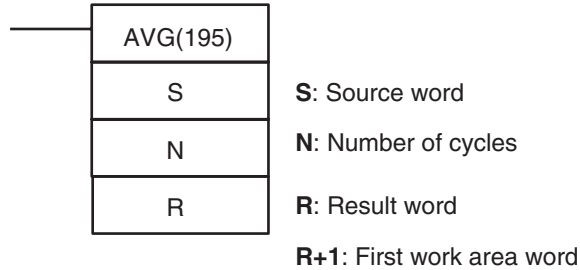 AVG(195)
S S: Source word
N N: Number of cycles
R R: Result word
R+1: First work area word